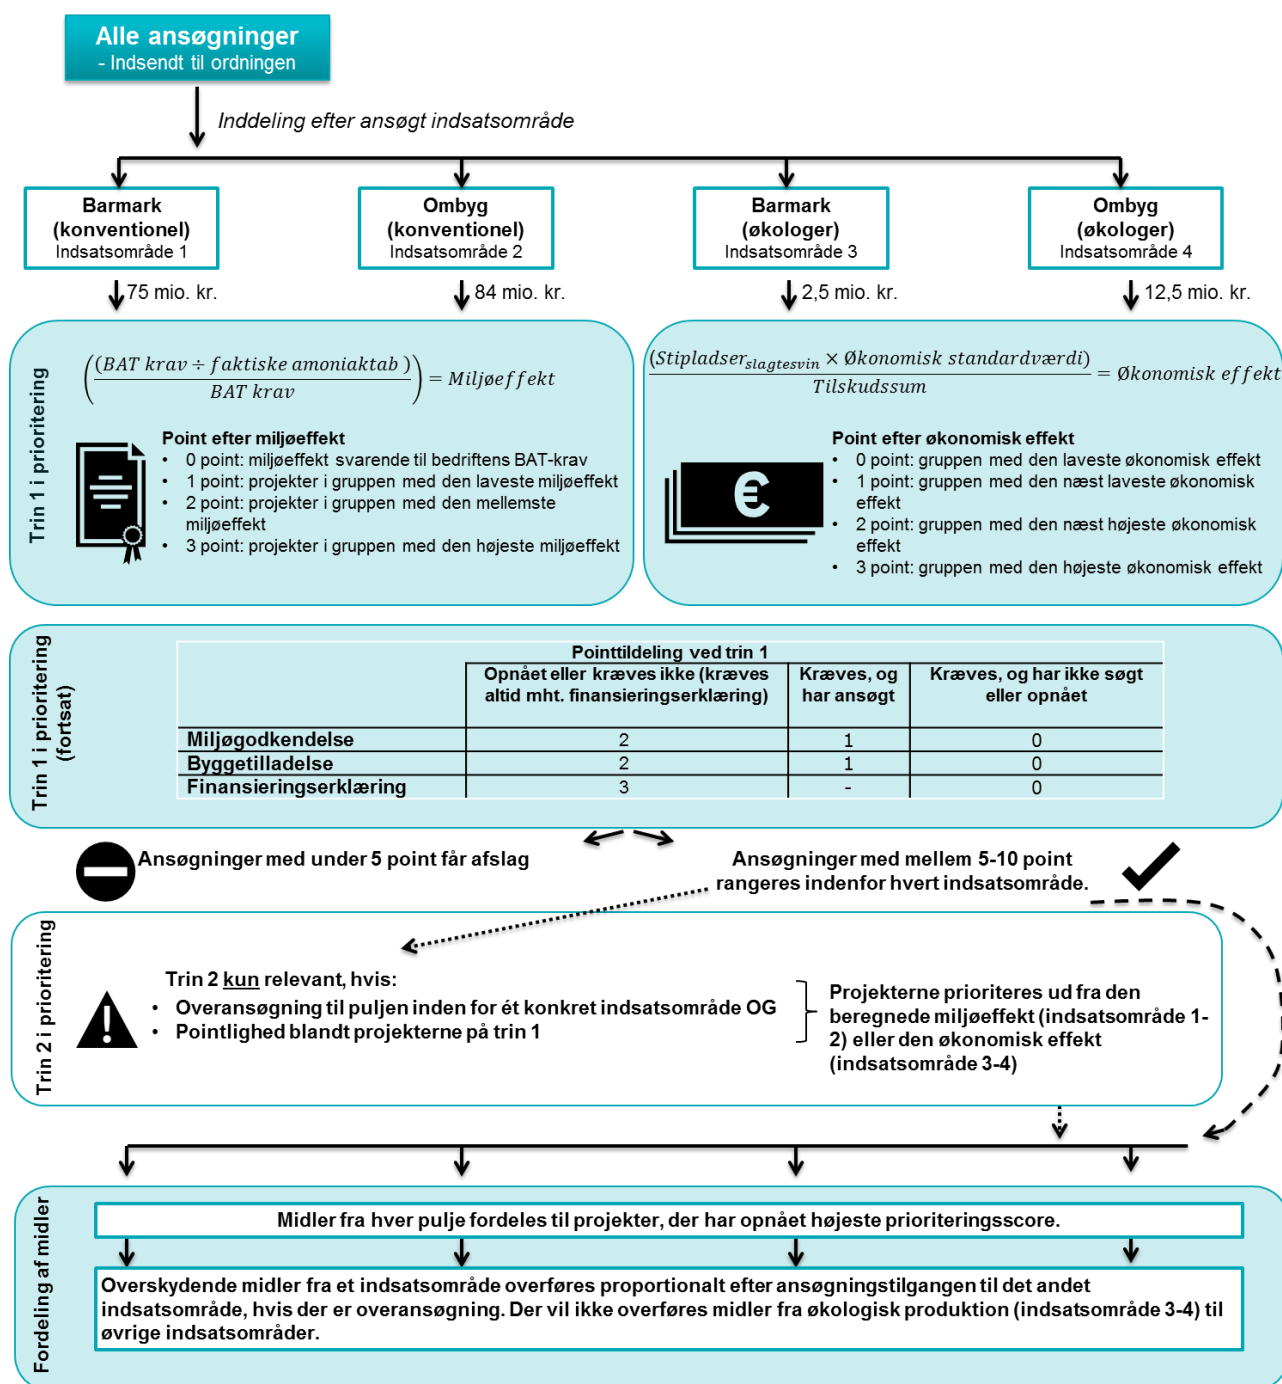 Alle ansøgninger
- Indsendt til ordningen
Inddeling efter ansøgt indsatsområde
Barmark
(konventionel)
Indsatsområde 1
Ombyg
(konventionel)
Indsatsområde 2
Barmark
(økologer)
Indsatsområde 3
Ombyg
(økologer)
Indsatsområde 4
75 mio. kr.
84 mio. kr.
2,5 mio. kr.
12,5 mio. kr.
Trin 1 i prioritering
((BAT krav ÷ faktiske amoniaktab) / BAT krav) = Miljøeffekt
Point efter miljøeffekt
• 0 point: miljøeffekt svarende til bedriftens BAT-krav
• 1 point: projekter i gruppen med den laveste miljøeffekt
• 2 point: projekter i gruppen med den mellemste
miljøeffekt
• 3 point: projekter i gruppen med den højeste miljøeffekt
(Stipladser slagtesvin × Økonomisk standardværdi) / Tilskudssum = Økonomisk effekt
€
Point efter økonomisk effekt
• 0 point: gruppen med den laveste økonomisk effekt
• 1 point: gruppen med den næst laveste økonomisk
effekt
• 2 point: gruppen med den næst højeste økonomisk
effekt
• 3 point: gruppen med den højeste økonomisk effekt
Trin 1 i prioritering
(fortsat)
Pointtildeling ved trin 1
Opnået eller kræves ikke (kræves
altid mht. finansieringserklæring)
Kræves, og
har ansøgt
Kræves, og har ikke søgt
eller opnået
Miljøgodkendelse 2 1 0
Byggetilladelse 2 1 0
Finansieringserklæring 3 - 0
Ansøgninger med under 5 point får afslag
Ansøgninger med mellem 5-10 point
rangeres indenfor hvert indsatsområde.
Trin 2 i prioritering
Trin 2 kun relevant, hvis:
• Overansøgning til puljen inden for ét konkret indsatsområde OG
• Pointlighed blandt projekterne på trin 1
Projekterne prioriteres ud fra den
beregnede miljøeffekt (indsatsområde 1-
2) eller den økonomisk effekt
(indsatsområde 3-4)
Fordeling af midler
Midler fra hver pulje fordeles til projekter, der har opnået højeste prioriteringsscore.
Overskydende midler fra et indsatsområde overføres proportionalt efter ansøgningstilgangen til det andet
indsatsområde, hvis der er overansøgning. Der vil ikke overføres midler fra økologisk produktion (indsatsområde 3-4) til
øvrige indsatsområder.